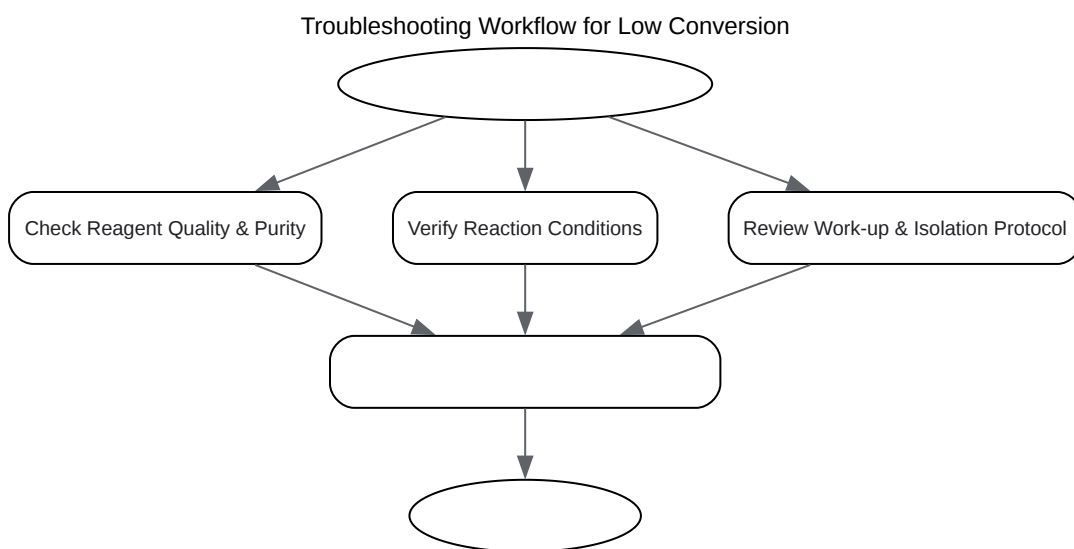 Troubleshooting Workflow for Low Conversion
Check Reagent Quality & Purity
Verify Reaction Conditions
Review Work-up & Isolation Protocol